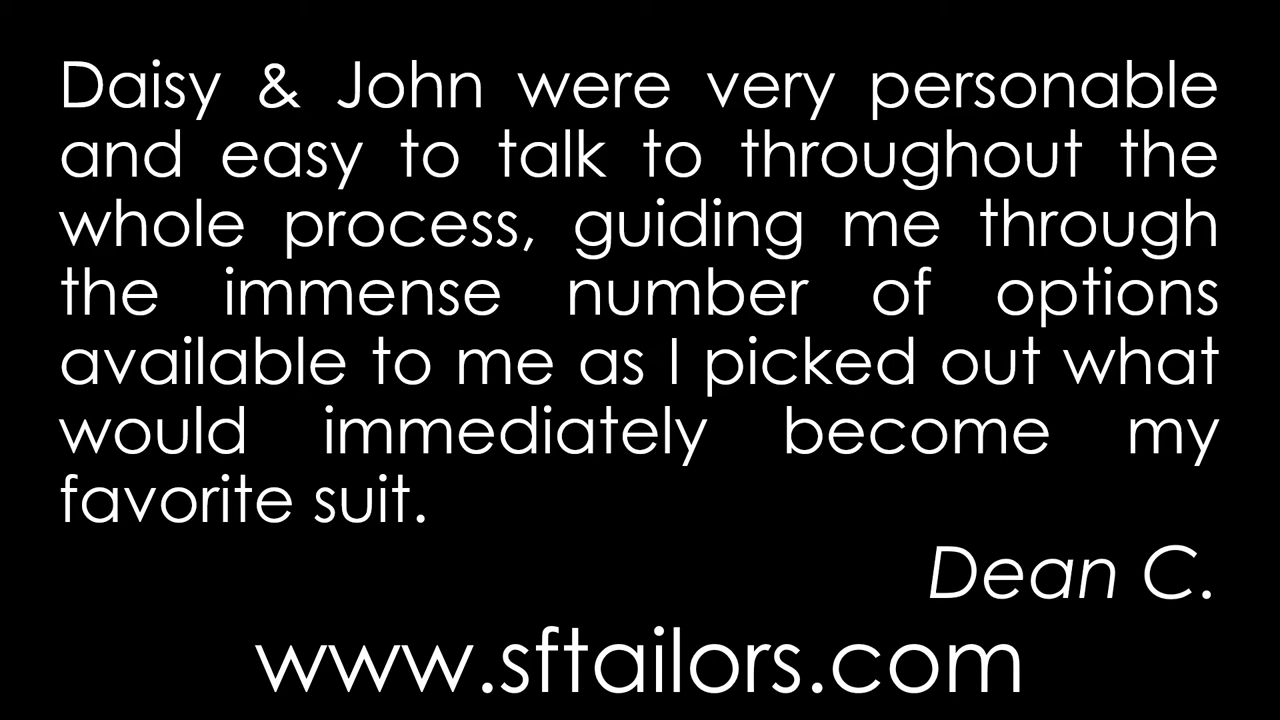 Daisy & John were very personable
and easy to talk to throughout the
whole process, guiding me through
the immense number of options
available to me as I picked out what
would immediately become my
favorite suit.
Dean C.
www.sftailors.com